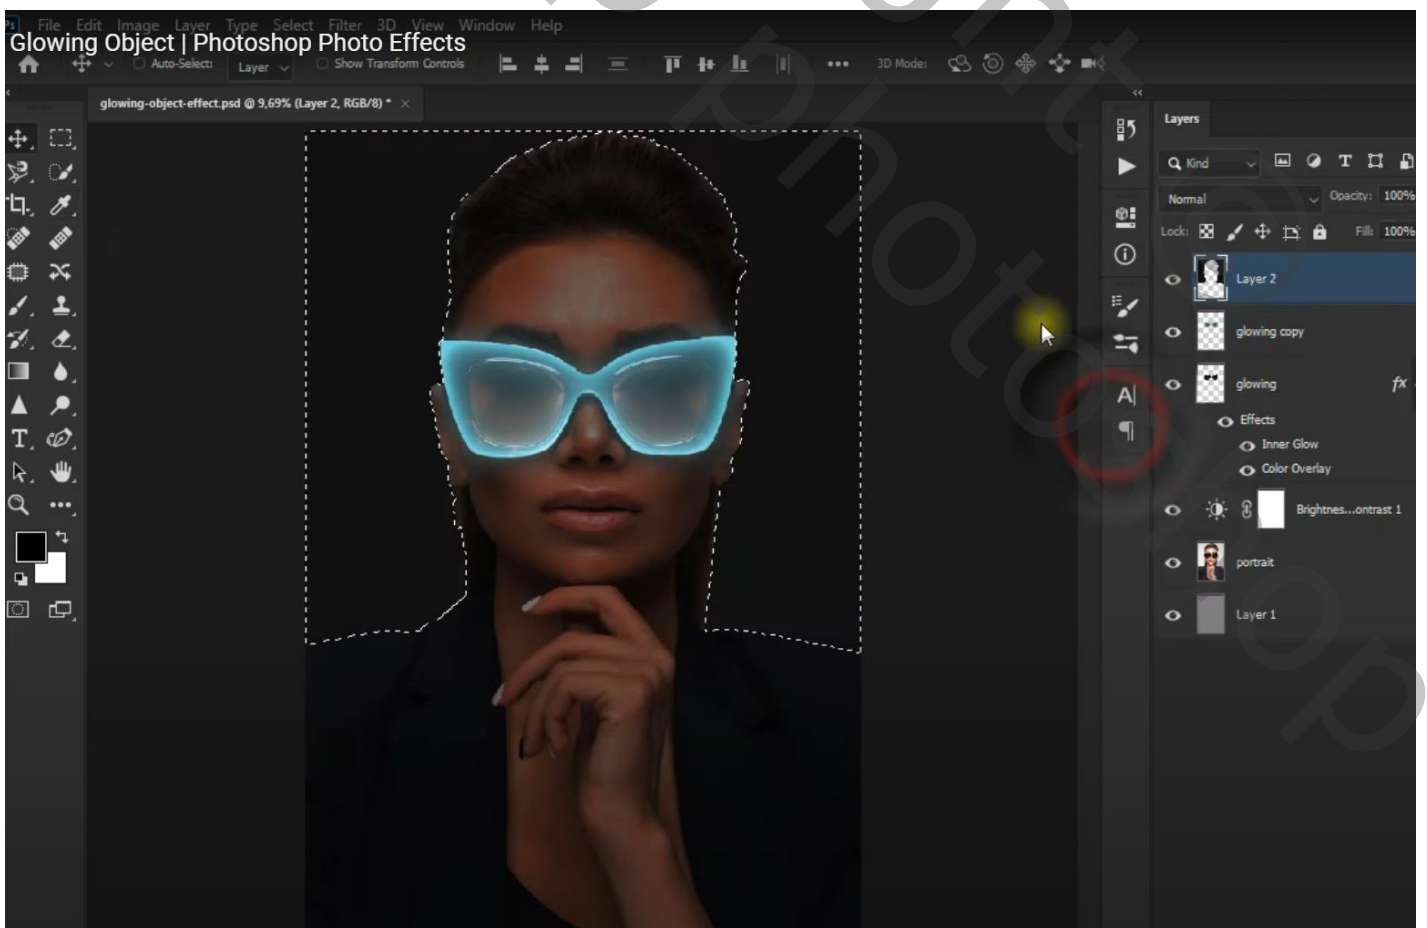 Ps File Edit Image Layer Type Select Filter 3D View Window Help
Glowing Object | Photoshop Photo Effects
Auto-Select: Layer Show Transform Controls 3D Mode:
glowing-object-effect.psd @ 9,69% (Layer 2, RGB/8) * ×
Layers
Kind
Normal Opacity: 100%
Lock: Fill: 100%
Layer 2
glowing copy
glowing fx
Effects
Inner Glow
Color Overlay
Brightnes...ontrast 1
portrait
Layer 1